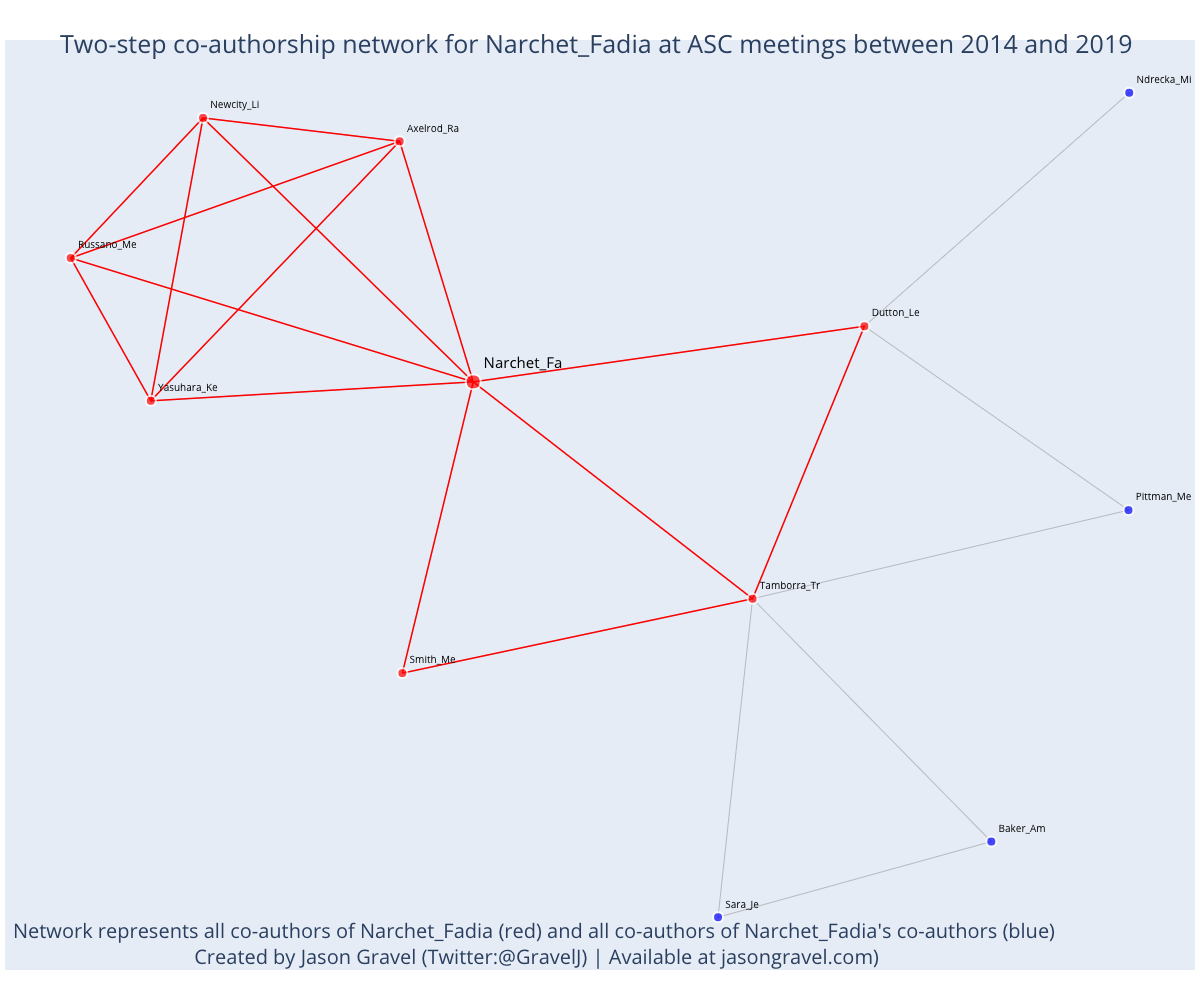 Two-step co-authorship network for Narchet_Fadia at ASC meetings between 2014 and 2019
Ndrecka_Mi
Newcity_Li
Axelrod_Ra
Russano_Me
Dutton_Le
Narchet_Fa
Yasuhara_Ke
Pittman_Me
Tamborra_Tr
Smith_Me
Baker_Am
Sara_Je
Network represents all co-authors of Narchet_Fadia (red) and all co-authors of Narchet_Fadia's co-authors (blue)
Created by Jason Gravel (Twitter:@GravelJ) | Available at jasongravel.com)